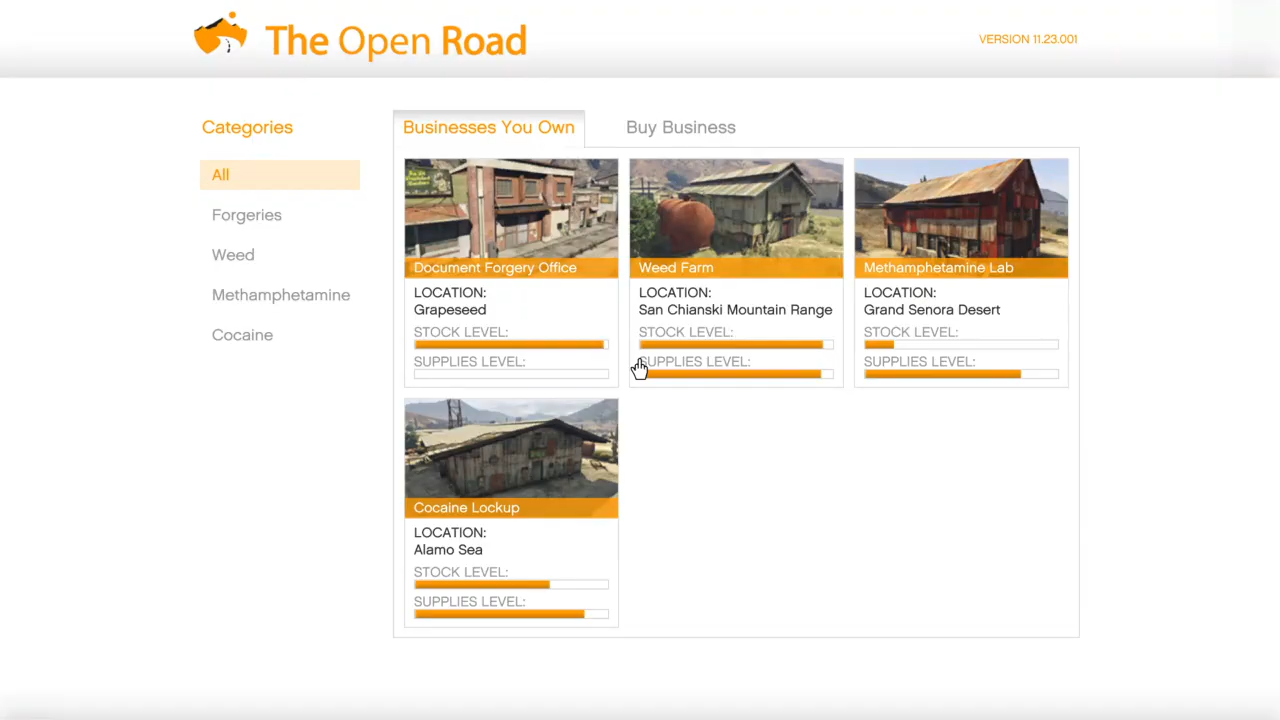 The Open Road
VERSION 11.23.001
Categories
All
Forgeries
Weed
Methamphetamine
Cocaine
Businesses You Own
Buy Business
Document Forgery Office
LOCATION:
Grapeseed
STOCK LEVEL:
SUPPLIES LEVEL:
Weed Farm
LOCATION:
San Chianski Mountain Range
STOCK LEVEL:
SUPPLIES LEVEL:
Methamphetamine Lab
LOCATION:
Grand Senora Desert
STOCK LEVEL:
SUPPLIES LEVEL:
Cocaine Lockup
LOCATION:
Alamo Sea
STOCK LEVEL:
SUPPLIES LEVEL: